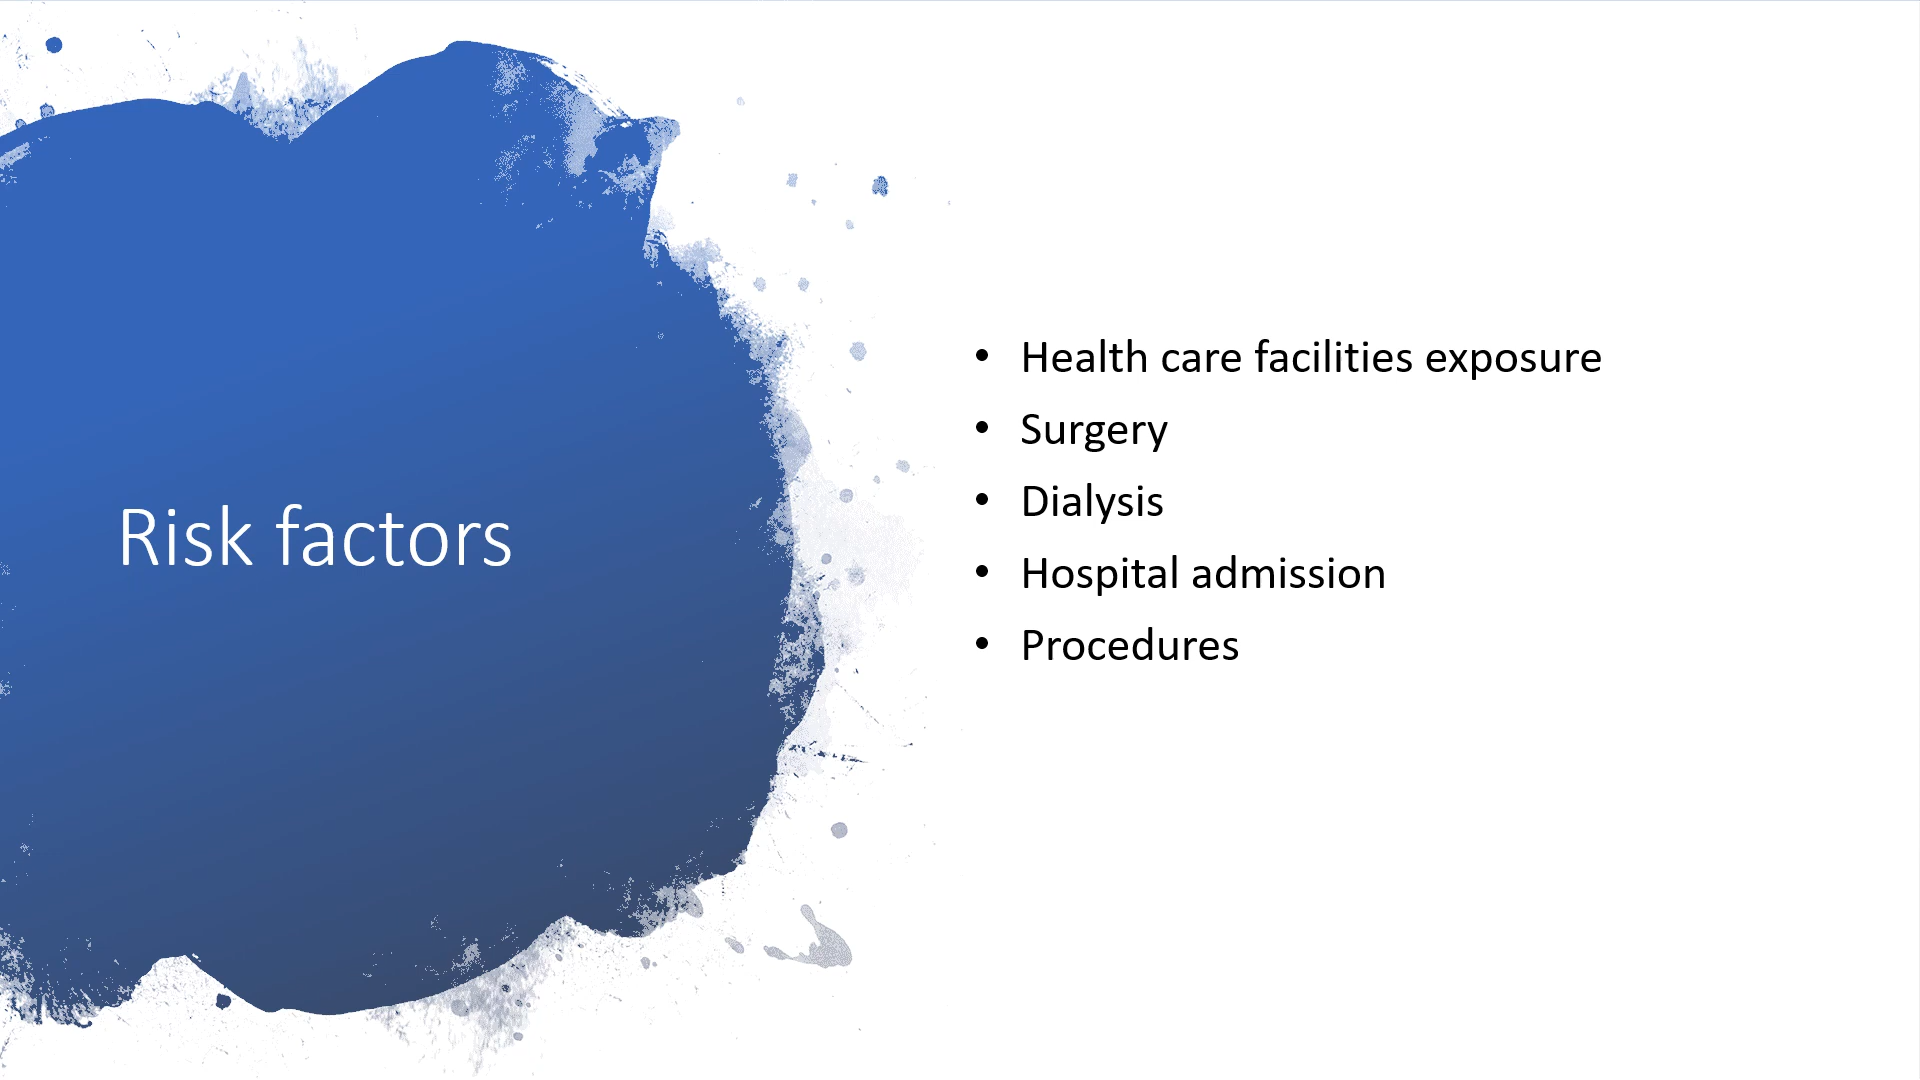 Risk factors
• Health care facilities exposure
• Surgery
• Dialysis
• Hospital admission
• Procedures